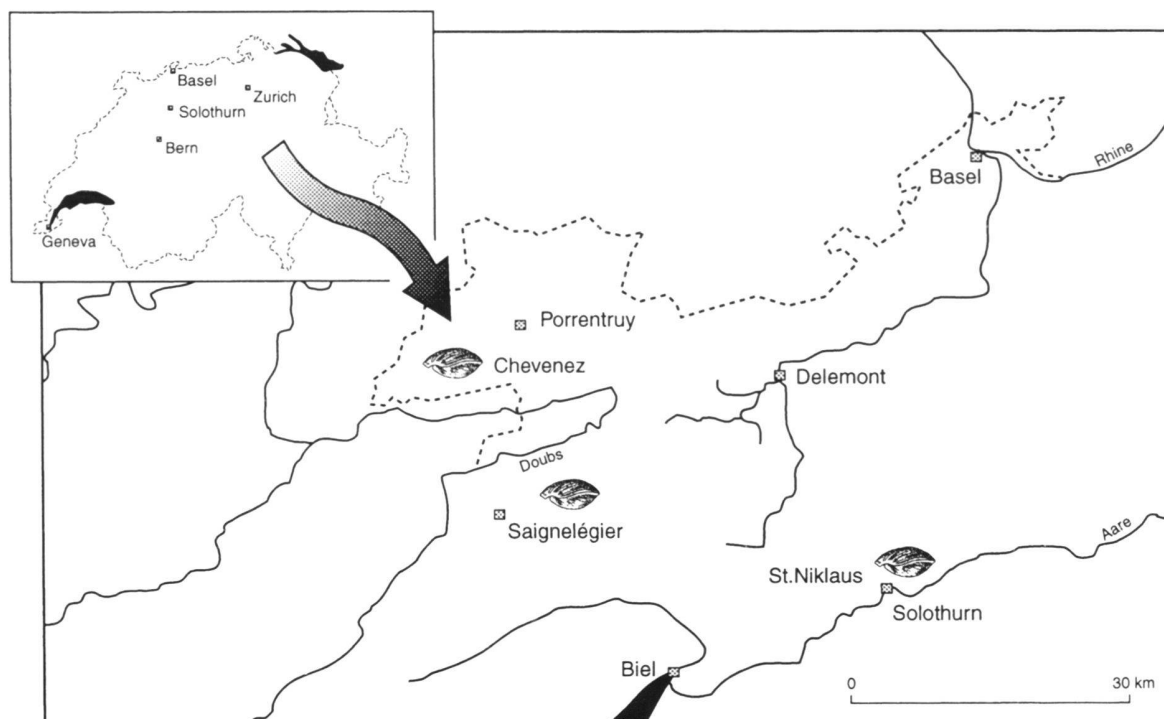 Basel
Zurich
Solothurn
Bern
Geneva
Basel
Rhine
Porrentruy
Chevenez
Delemont
Doubs
Saignelégier
Aare
St.Niklaus
Solothurn
Biel
0 30 km